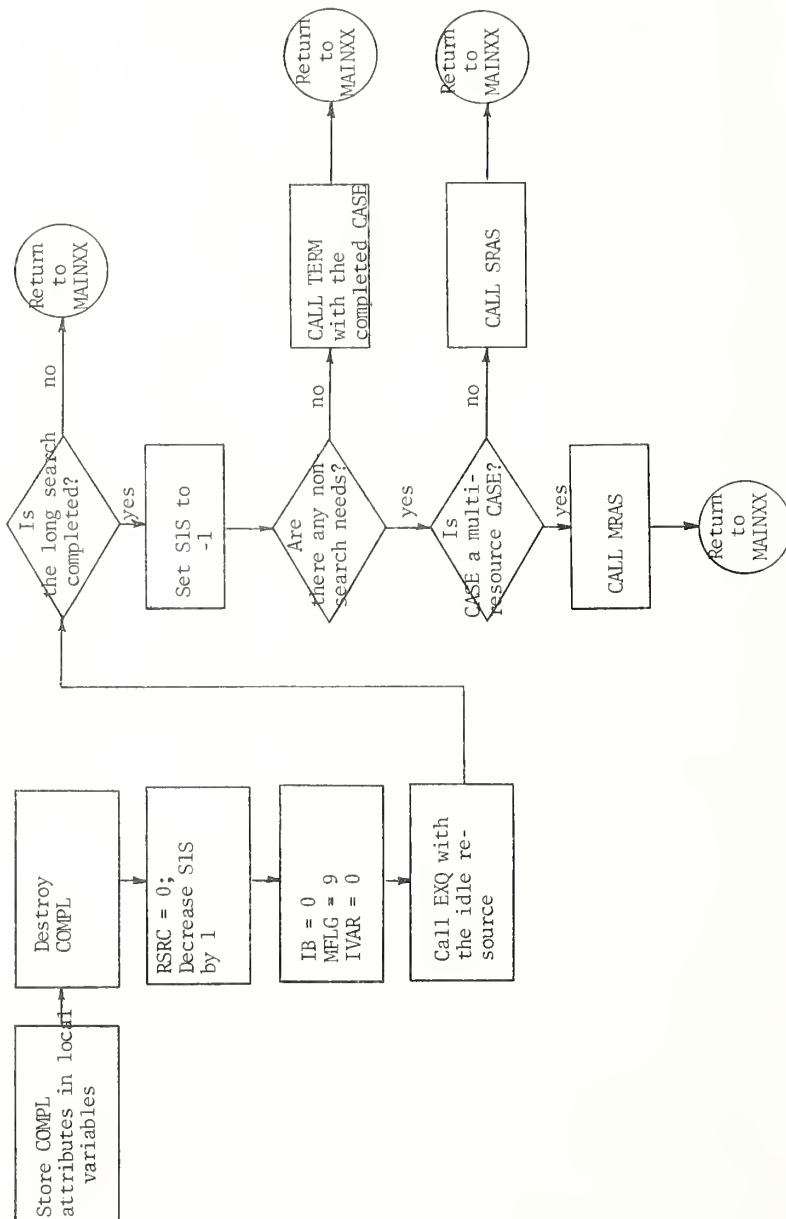 Store COMPL
attributes in local
variables
Destroy
COMPL
RSRC = 0;
Decrease S1S
by 1
IB = 0
MFLG = 9
IVAR = 0
Call EXQ with
the idle re-
source
Is
the long search
completed?
no
Return
to
MAINXX
yes
Set S1S to
-1
Are
there any non
search needs?
no
CALL TERM
with the
completed CASE
Return
to
MAINXX
yes
Is
CASE a multi-
resource CASE?
no
CALL SRAS
Return
to
MAINXX
yes
CALL MRAS
Return
to
MAINXX